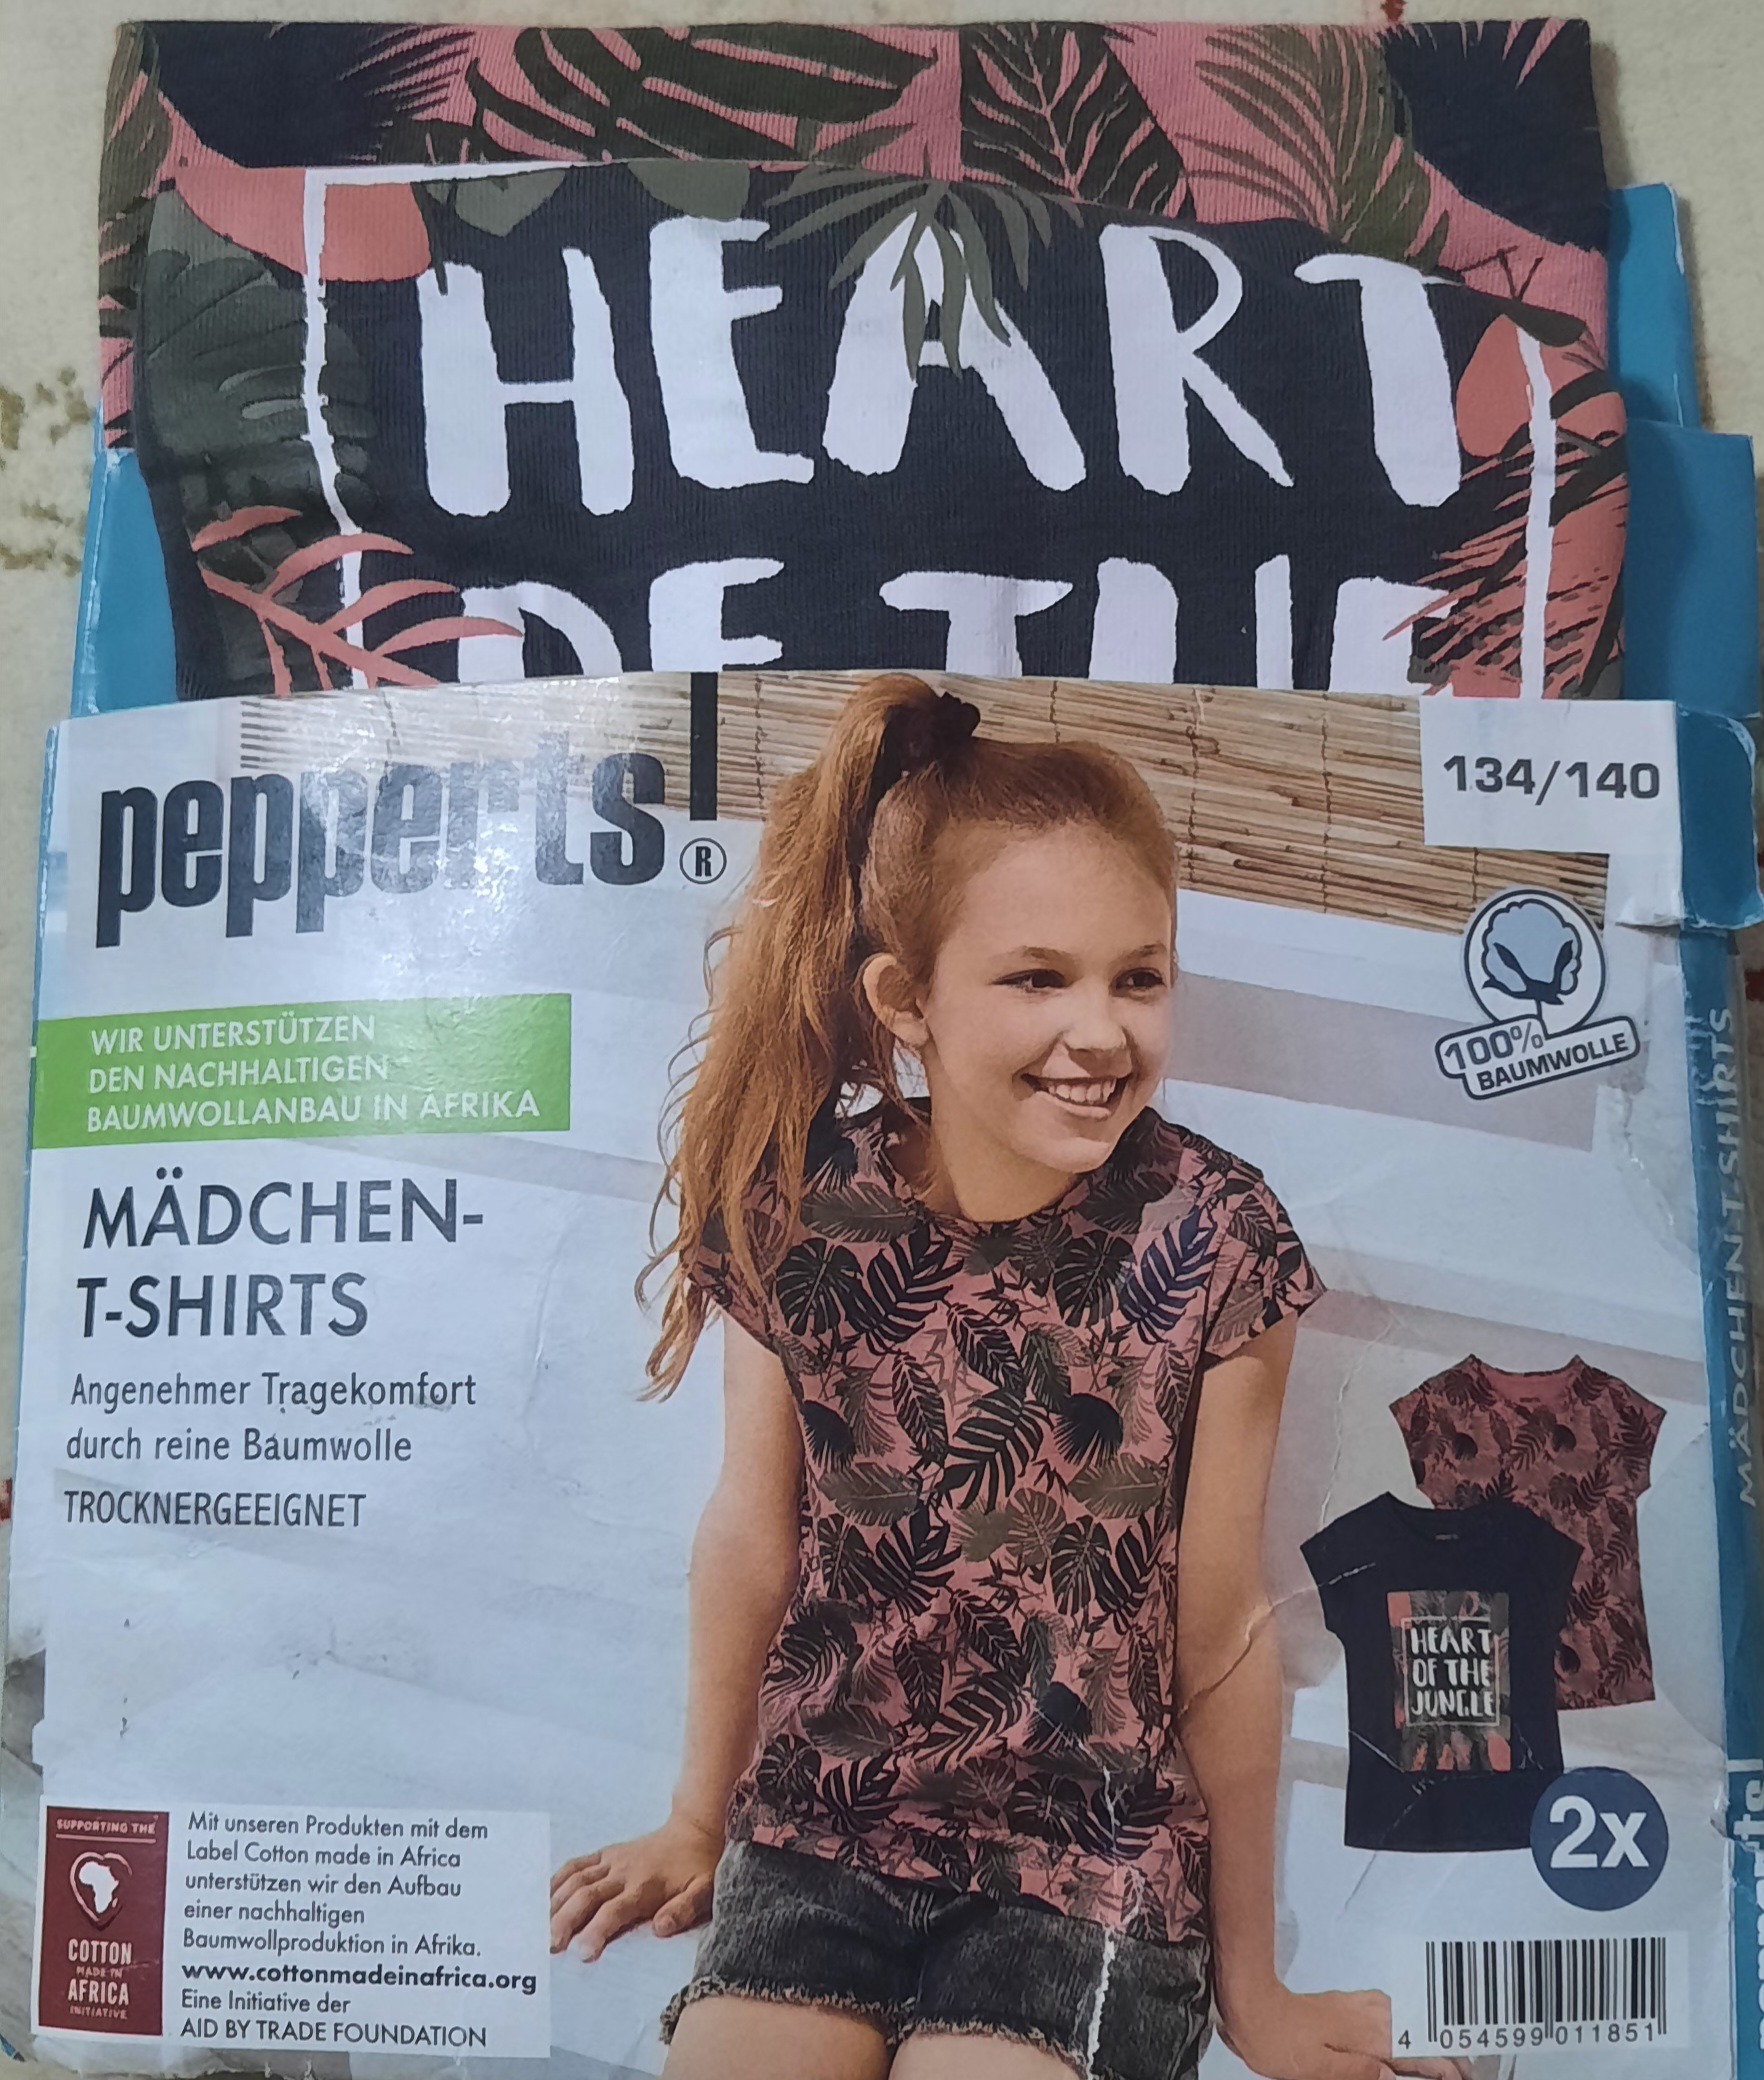 HEART
OF THE
pepperts!®
134/140
100%
BAUMWOLLE
WIR UNTERSTÜTZEN
DEN NACHHALTIGEN
BAUMWOLLANBAU IN AFRIKA
MÄDCHEN-
T-SHIRTS
Angenehmer Tragekomfort
durch reine Baumwolle
TROCKNERGEEIGNET
HEART
OF THE
JUNGLE
2x
SUPPORTING THE
COTTON
MADE IN
AFRICA
INITIATIVE
Mit unseren Produkten mit dem
Label Cotton made in Africa
unterstützen wir den Aufbau
einer nachhaltigen
Baumwollproduktion in Afrika.
www.cottonmadeinafrica.org
Eine Initiative der
AID BY TRADE FOUNDATION
4 054599 011851
MÄDCHEN-T-SHIRTS